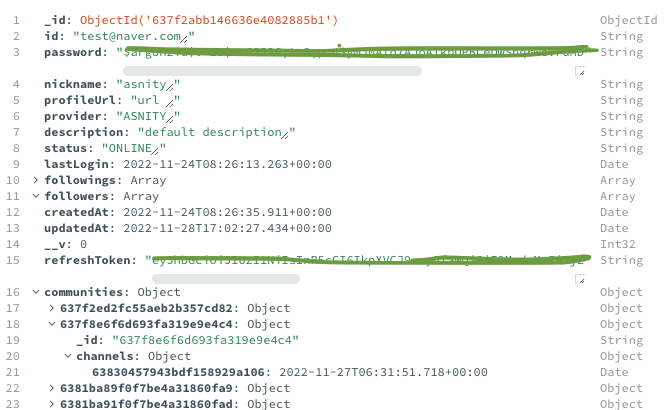 1 _id: ObjectId('637f2abb146636e4082885b1') ObjectId
2 id: "test@naver.com" String
3 password: String
4 nickname: "asnity" String
5 profileUrl: "url " String
6 provider: "ASNITY" String
7 description: "default description" String
8 status: "ONLINE" String
9 lastLogin: 2022-11-24T08:26:13.263+00:00 Date
10 followings: Array Array
11 followers: Array Array
12 createdAt: 2022-11-24T08:26:35.911+00:00 Date
13 updatedAt: 2022-11-28T17:02:27.434+00:00 Date
14 __v: 0 Int32
15 refreshToken: String
16 communities: Object Object
17 637f2ed2fc55aeb2b357cd82: Object Object
18 637f8e6f6d693fa319e9e4c4: Object Object
19 _id: "637f8e6f6d693fa319e9e4c4" String
20 channels: Object Object
21 63830457943bdf158929a106: 2022-11-27T06:31:51.718+00:00 Date
22 6381ba89f0f7be4a31860fa9: Object Object
23 6381ba91f0f7be4a31860fad: Object Object